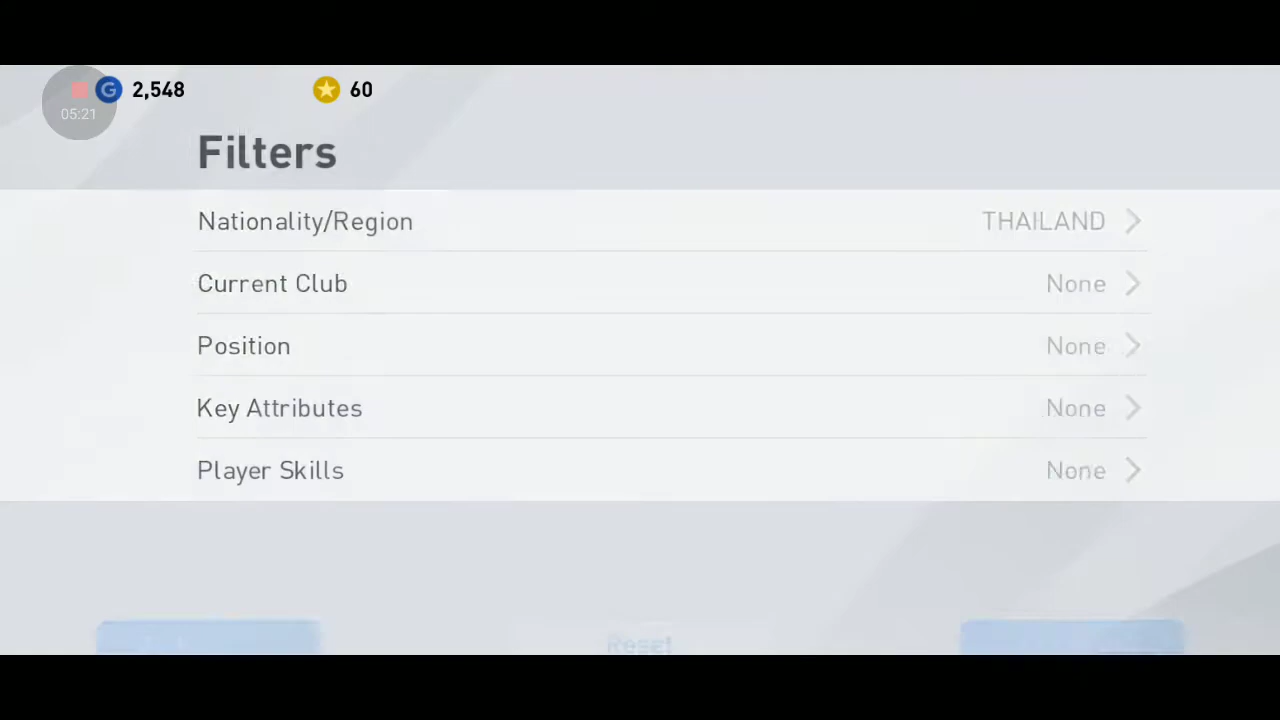 G 2,548 60
05:21
Filters
Nationality/Region THAILAND
Current Club None
Position None
Key Attributes None
Player Skills None
Reset